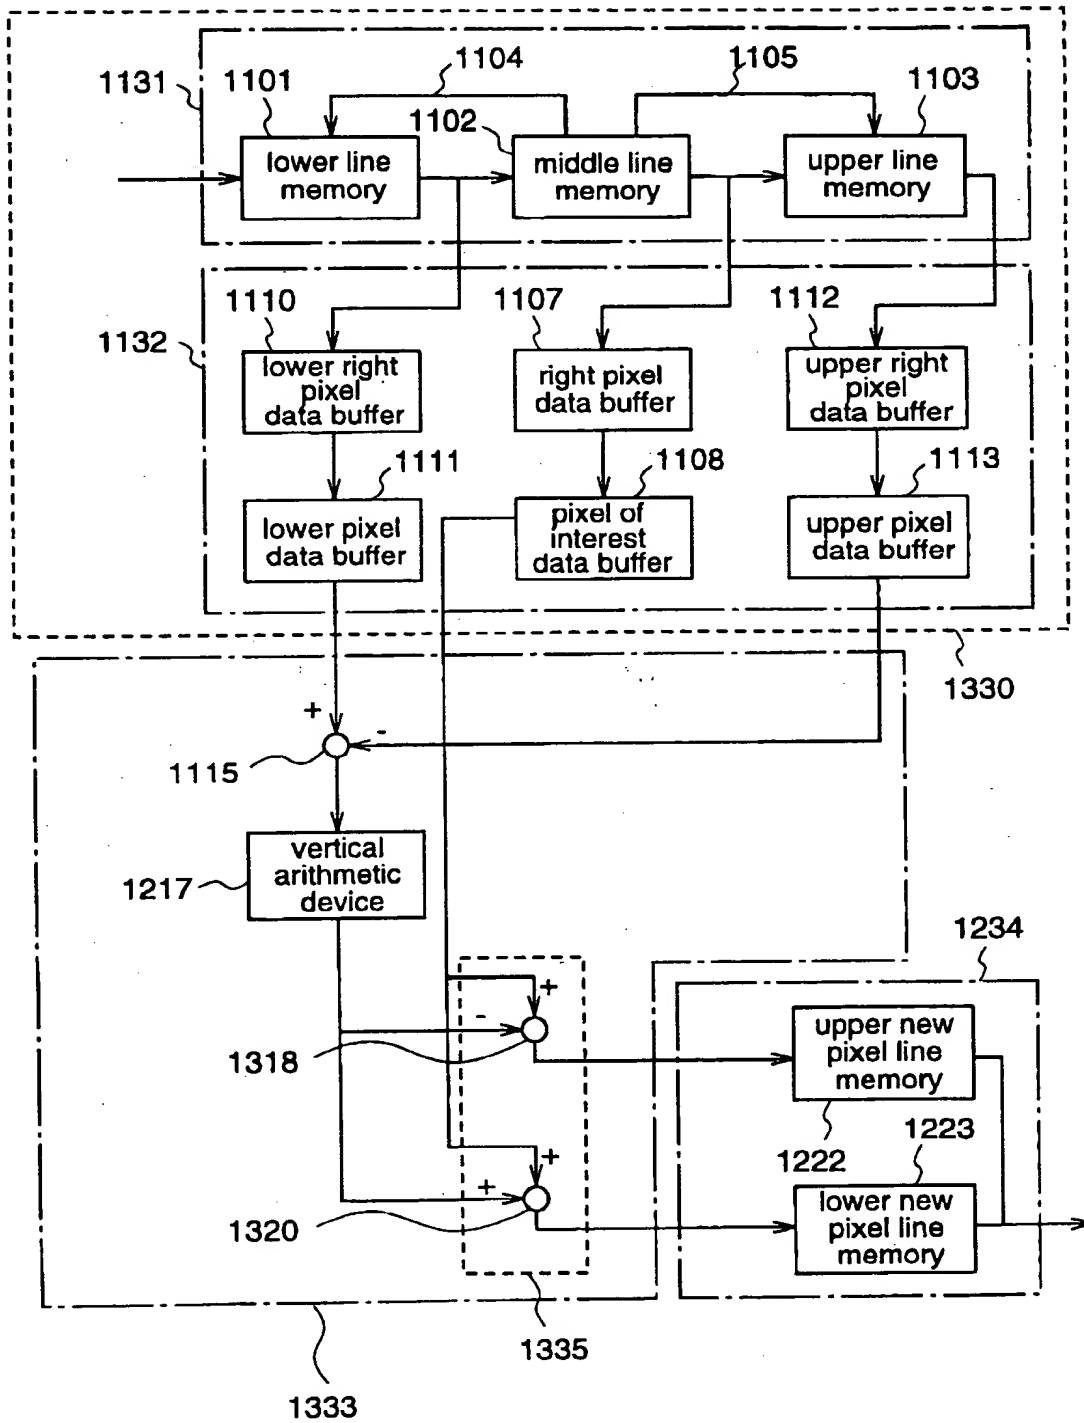 1104
1105
1131
1101
1103
1102
lower line
memory
middle line
memory
upper line
memory
1110
1107
1112
1132
lower right
pixel
data buffer
right pixel
data buffer
upper right
pixel
data buffer
1111
1108
1113
lower pixel
data buffer
pixel of
interest
data buffer
upper pixel
data buffer
1330
+
-
1115
vertical
arithmetic
device
1217
1234
+
-
1318
upper new
pixel line
memory
1222
1223
+
+
1320
lower new
pixel line
memory
1335
1333